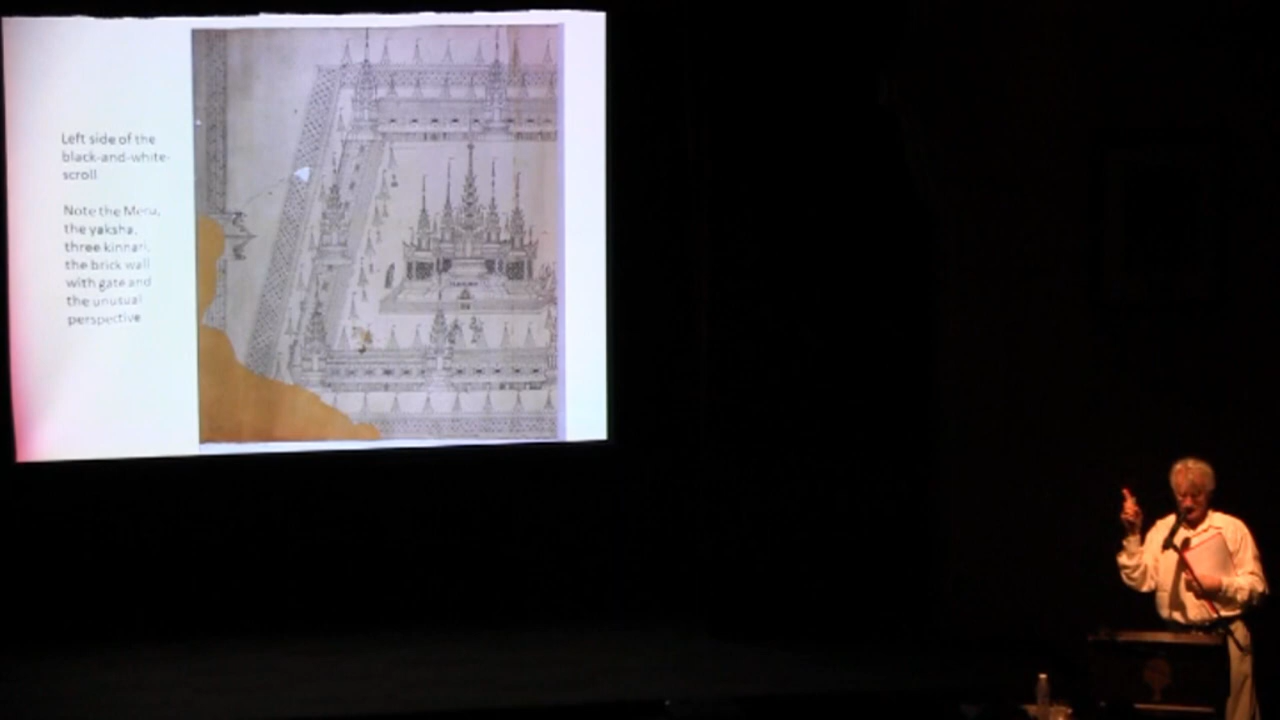 Left side of the
black-and-white-
scroll
Note the Meru,
the yaksha,
three kinnari,
the brick wall
with gate and
the unusual
perspective